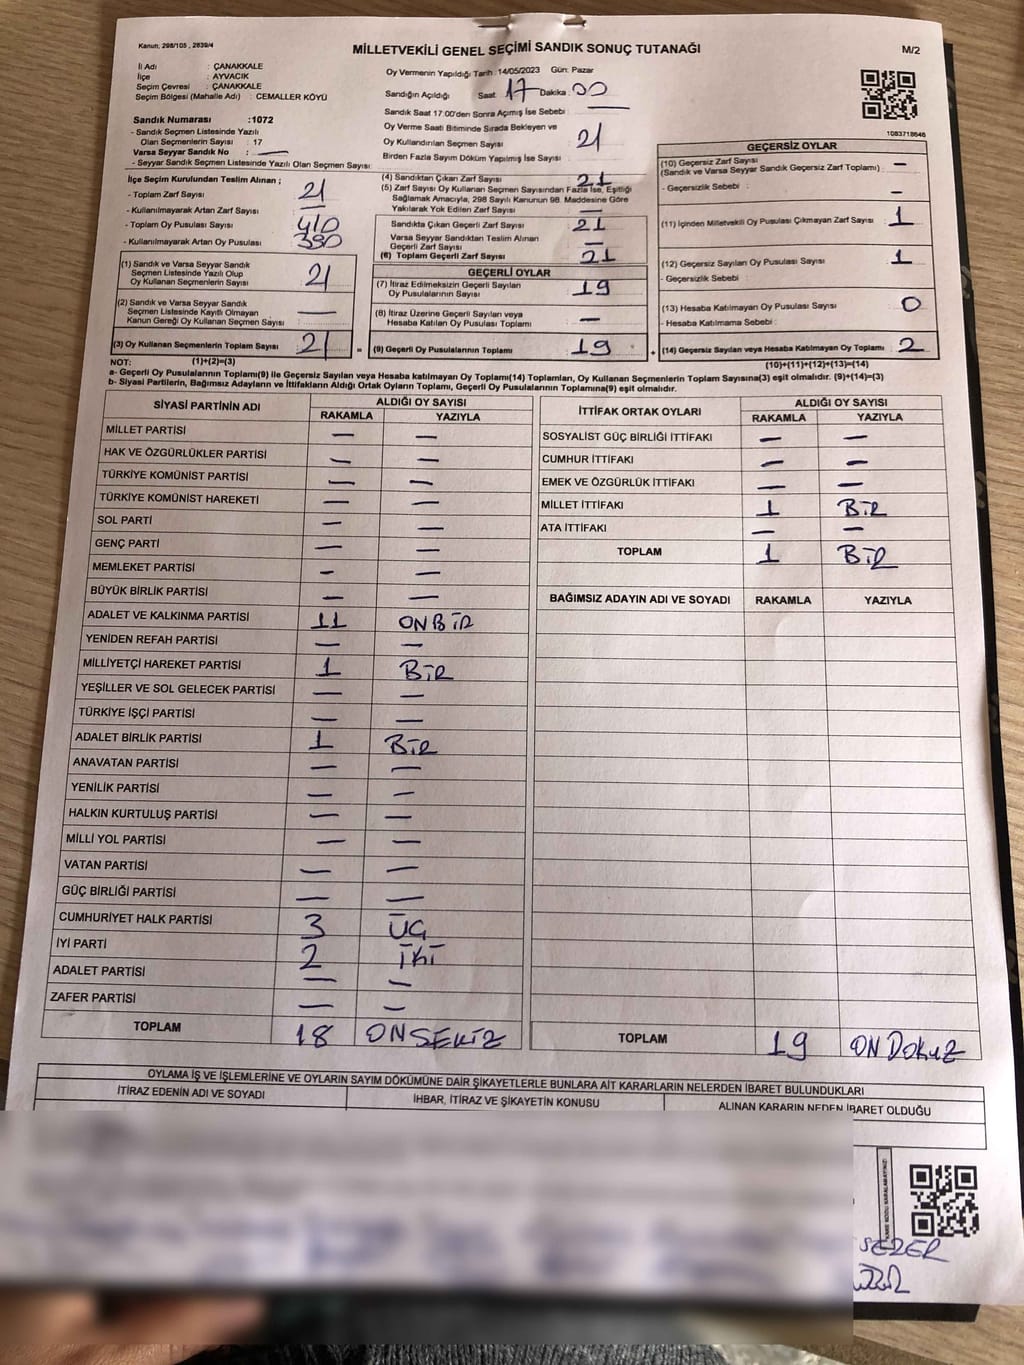 Kanun: 298/105 , 2839/4
MİLLETVEKİLİ GENEL SEÇİMİ SANDIK SONUÇ TUTANAĞI
M/2
İl Adı : ÇANAKKALE
İlçe : AYVACIK
Seçim Çevresi : ÇANAKKALE
Seçim Bölgesi (Mahalle Adı) : CEMALLER KÖYÜ
Sandık Numarası :1072
- Sandık Seçmen Listesinde Yazılı
Olan Seçmenlerin Sayısı : 17
Varsa Seyyar Sandık No : —
- Seyyar Sandık Seçmen Listesinde Yazılı Olan Seçmen Sayısı:
Oy Vermenin Yapıldığı Tarih :14/05/2023 Gün: Pazar
Sandığın Açıldığı Saat 17 Dakika : 00
Sandık Saat 17:00'den Sonra Açımış İse Sebebi : —
Oy Verme Saati Bitiminde Sırada Bekleyen ve
Oy Kullandırılan Seçmen Sayısı : 21
Birden Fazla Sayım Döküm Yapılmış İse Sayısı :
1083718646
İlçe Seçim Kurulundan Teslim Alınan ;
- Toplam Zarf Sayısı : 21
- Kullanılmayarak Artan Zarf Sayısı : —
- Toplam Oy Pusulası Sayısı : 410
- Kullanılmayarak Artan Oy Pusulası : 390
(1) Sandık ve Varsa Seyyar Sandık
Seçmen Listesinde Yazılı Olup
Oy Kullanan Seçmenlerin Sayısı : 21
(2) Sandık ve Varsa Seyyar Sandık
Seçmen Listesinde Kayıtlı Olmayan
Kanun Gereği Oy Kullanan Seçmen Sayısı : —
(3) Oy Kullanan Seçmenlerin Toplam Sayısı : 21
(4) Sandıktan Çıkan Zarf Sayısı : 21
(5) Zarf Sayısı Oy Kullanan Seçmen Sayısından Fazla İse, Eşitliği
Sağlamak Amacıyla, 298 Sayılı Kanunun 98. Maddesine Göre
Yakılarak Yok Edilen Zarf Sayısı : —
Sandıkta Çıkan Geçerli Zarf Sayısı : 21
Varsa Seyyar Sandıktan Teslim Alınan
Geçerli Zarf Sayısı : —
(6) Toplam Geçerli Zarf Sayısı : 21
GEÇERLİ OYLAR
(7) İtiraz Edilmeksizin Geçerli Sayılan
Oy Pusulalarının Sayısı : 19
(8) İtiraz Üzerine Geçerli Sayılan veya
Hesaba Katılan Oy Pusulası Toplamı : —
= (9) Geçerli Oy Pusulalarının Toplamı : 19
GEÇERSİZ OYLAR
(10) Geçersiz Zarf Sayısı
(Sandık ve Varsa Seyyar Sandık Geçersiz Zarf Toplamı) : —
- Geçersizlik Sebebi : —
(11) İçinden Milletvekili Oy Pusulası Çıkmayan Zarf Sayısı : 1
(12) Geçersiz Sayılan Oy Pusulası Sayısı : 1
- Geçersizlik Sebebi :
(13) Hesaba Katılmayan Oy Pusulası Sayısı : 0
- Hesaba Katılmama Sebebi :
+ (14) Geçersiz Sayılan veya Hesaba Katılmayan Oy Toplamı : 2
NOT: (1)+(2)=(3)
(10)+(11)+(12)+(13)=(14)
a- Geçerli Oy Pusulalarının Toplamı(9) ile Geçersiz Sayılan veya Hesaba katılmayan Oy Toplamı(14) Toplamları, Oy Kullanan Seçmenlerin Toplam Sayısına(3) eşit olmalıdır. (9)+(14)=(3)
b- Siyasi Partilerin, Bağımsız Adayların ve İttifakların Aldığı Ortak Oyların Toplamı, Geçerli Oy Pusulalarının Toplamına(9) eşit olmalıdır.
SİYASİ PARTİNİN ADI ALDIĞI OY SAYISI
RAKAMLA YAZIYLA
MİLLET PARTİSİ — —
HAK VE ÖZGÜRLÜKLER PARTİSİ — —
TÜRKİYE KOMÜNİST PARTİSİ — —
TÜRKİYE KOMÜNİST HAREKETİ — —
SOL PARTİ — —
GENÇ PARTİ — —
MEMLEKET PARTİSİ — —
BÜYÜK BİRLİK PARTİSİ — —
ADALET VE KALKINMA PARTİSİ 11 ONBİR
YENİDEN REFAH PARTİSİ — —
MİLLİYETÇİ HAREKET PARTİSİ 1 BİR
YEŞİLLER VE SOL GELECEK PARTİSİ — —
TÜRKİYE İŞÇİ PARTİSİ — —
ADALET BİRLİK PARTİSİ 1 BİR
ANAVATAN PARTİSİ — —
YENİLİK PARTİSİ — —
HALKIN KURTULUŞ PARTİSİ — —
MİLLİ YOL PARTİSİ — —
VATAN PARTİSİ — —
GÜÇ BİRLİĞİ PARTİSİ — —
CUMHURİYET HALK PARTİSİ 3 ÜÇ
İYİ PARTİ 2 İKİ
ADALET PARTİSİ — —
ZAFER PARTİSİ — —
TOPLAM 18 ONSEKİZ
İTTİFAK ORTAK OYLARI ALDIĞI OY SAYISI
RAKAMLA YAZIYLA
SOSYALIST GÜÇ BİRLİĞİ İTTİFAKI — —
CUMHUR İTTİFAKI — —
EMEK VE ÖZGÜRLÜK İTTİFAKI — —
MİLLET İTTİFAKI 1 BİR
ATA İTTİFAKI — —
TOPLAM 1 BİR
BAĞIMSIZ ADAYIN ADI VE SOYADI RAKAMLA YAZIYLA
TOPLAM 19 ONDOKUZ
OYLAMA İŞ VE İŞLEMLERİNE VE OYLARIN SAYIM DÖKÜMÜNE DAİR ŞİKAYETLERLE BUNLARA AİT KARARLARIN NELERDEN İBARET BULUNDUKLARI
İTİRAZ EDENİN ADI VE SOYADI
İHBAR, İTİRAZ VE ŞİKAYETİN KONUSU
ALINAN KARARIN NEDEN İBARET OLDUĞU
KARE KODU KARALAMAYINIZ!
SEZER